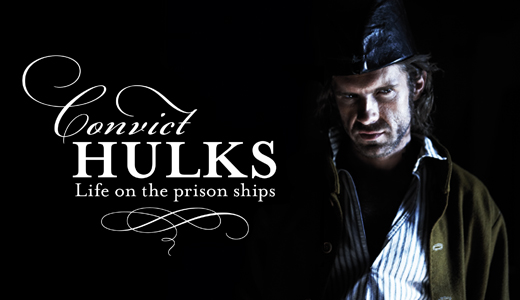 Convict
HULKS
Life on the prison ships